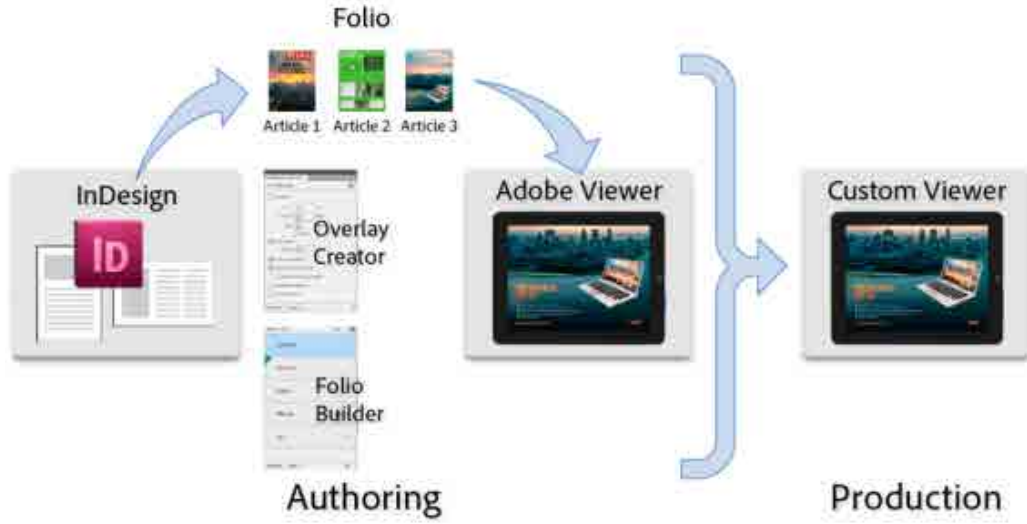 Folio
Article 1 Article 2 Article 3
InDesign
ID
Overlay
Creator
Folio
Builder
Adobe Viewer
Custom Viewer
Authoring
Production